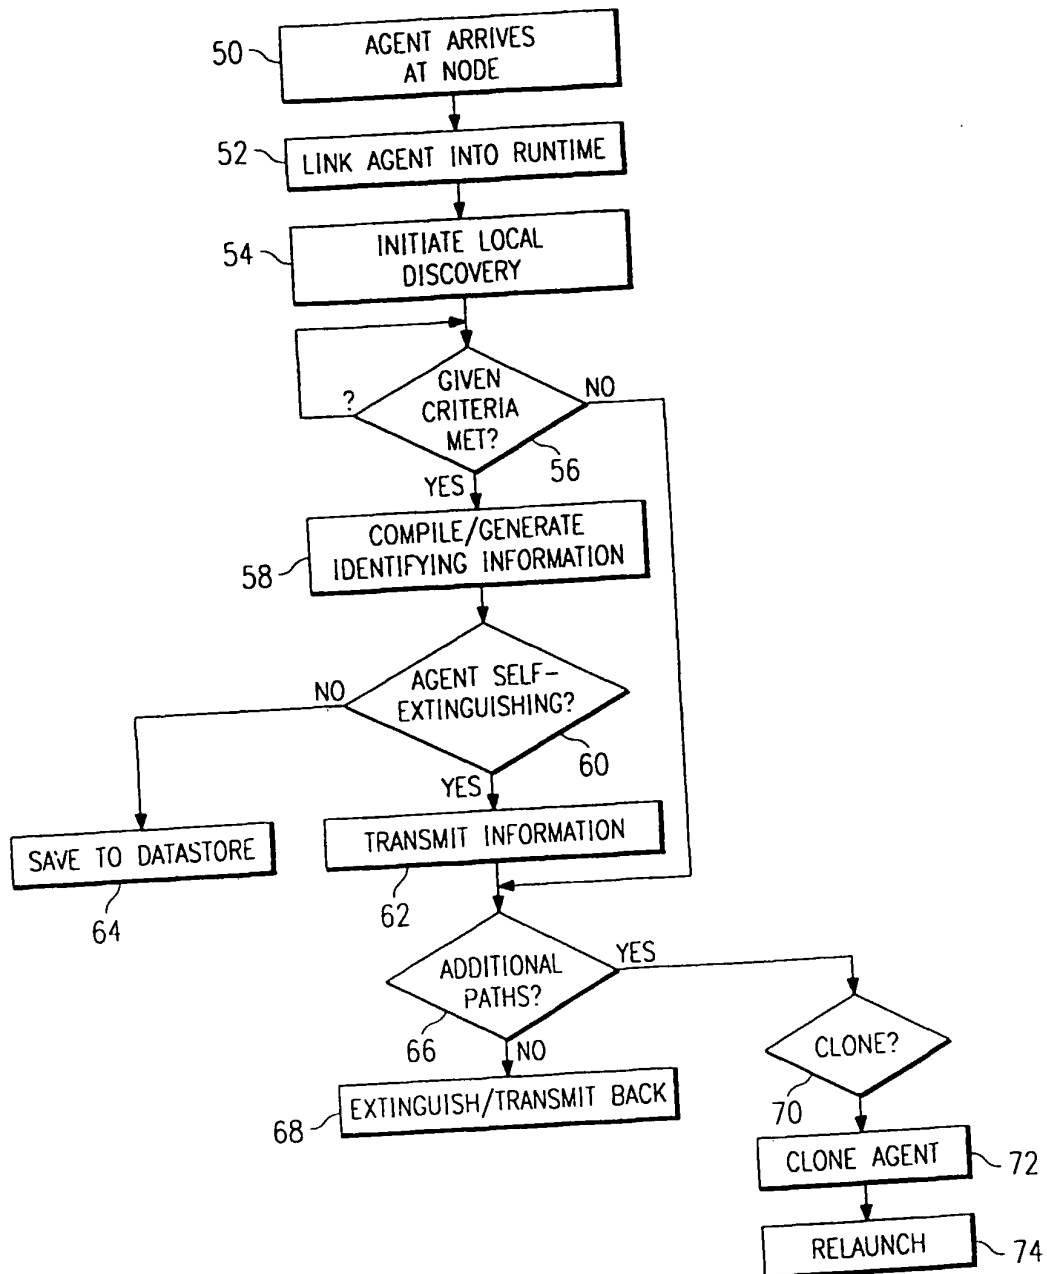 50
AGENT ARRIVES
AT NODE
52
LINK AGENT INTO RUNTIME
54
INITIATE LOCAL
DISCOVERY
?
GIVEN
CRITERIA
MET?
NO
56
YES
58
COMPILE/GENERATE
IDENTIFYING INFORMATION
NO
AGENT SELF-
EXTINGUISHING?
60
YES
SAVE TO DATASTORE
64
TRANSMIT INFORMATION
62
ADDITIONAL
PATHS?
YES
66
NO
68
EXTINGUISH/TRANSMIT BACK
CLONE?
70
CLONE AGENT
72
RELAUNCH
74